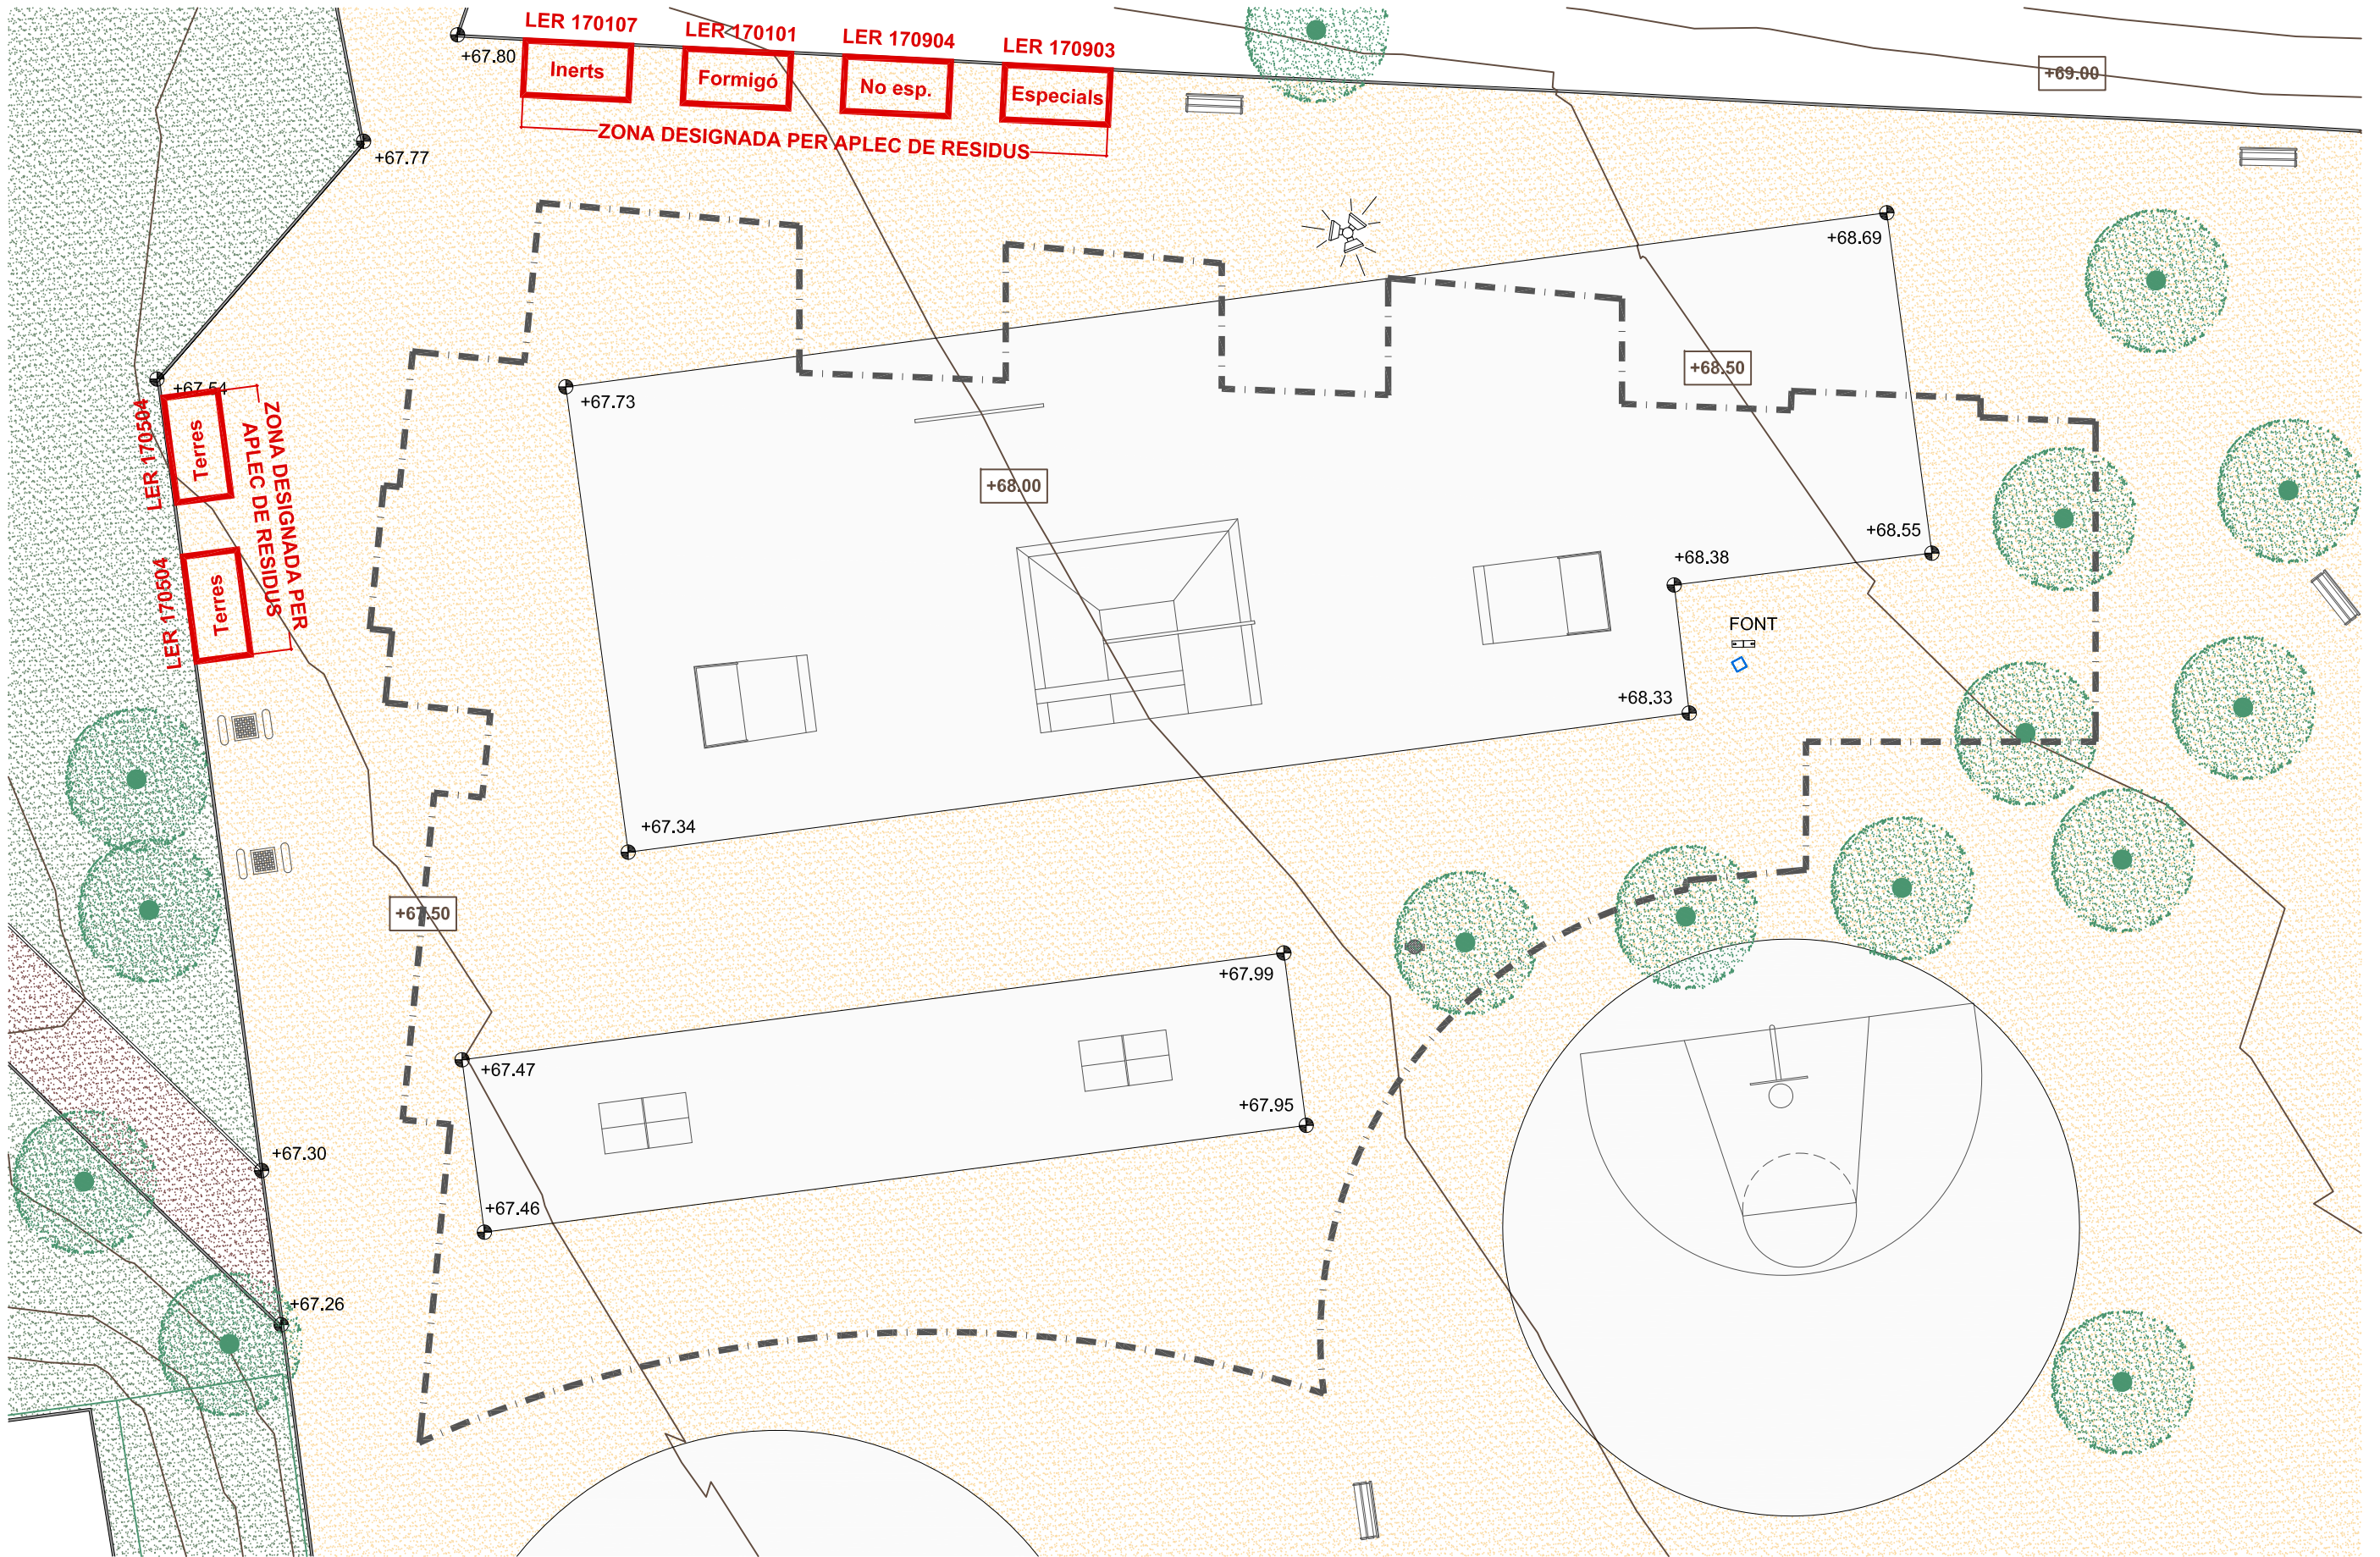 LER 170107
LER 170101
LER 170904
LER 170903
+67.80
Inerts
Formigó
No esp.
Especials
+69.00
ZONA DESIGNADA PER APLEC DE RESIDUS
+67.77
+68.69
+67.54
+67.73
+68.50
LER 170504
Terres
ZONA DESIGNADA PER
APLEC DE RESIDUS
+68.00
+68.55
+68.38
LER 170504
Terres
FONT
+68.33
+67.34
+67.50
+67.99
+67.47
+67.95
+67.30
+67.46
+67.26